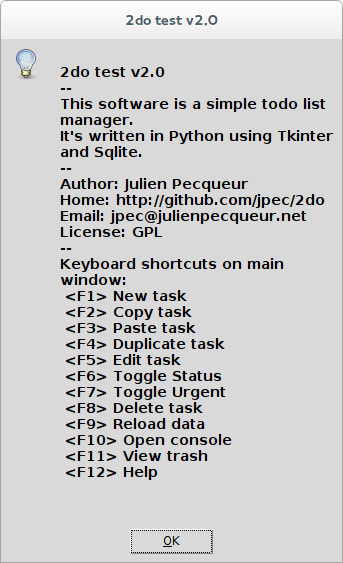 2do test v2.0
2do test v2.0
--
This software is a simple todo list
manager.
It's written in Python using Tkinter
and Sqlite.
--
Author: Julien Pecqueur
Home: http://github.com/jpec/2do
Email: jpec@julienpecqueur.net
License: GPL
--
Keyboard shortcuts on main
window:
<F1> New task
<F2> Copy task
<F3> Paste task
<F4> Duplicate task
<F5> Edit task
<F6> Toggle Status
<F7> Toggle Urgent
<F8> Delete task
<F9> Reload data
<F10> Open console
<F11> View trash
<F12> Help
OK